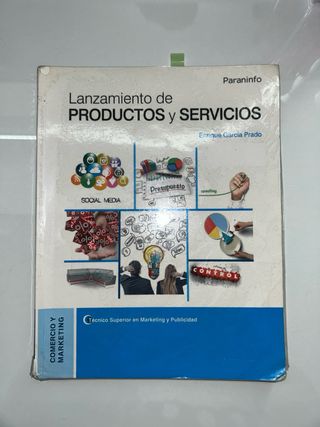 Paraninfo
Lanzamiento de
PRODUCTOS y SERVICIOS
Enrique García Prado
SOCIAL MEDIA
Presupuesto
CONTROL
Técnico Superior en Marketing y Publicidad
COMERCIO Y
MARKETING